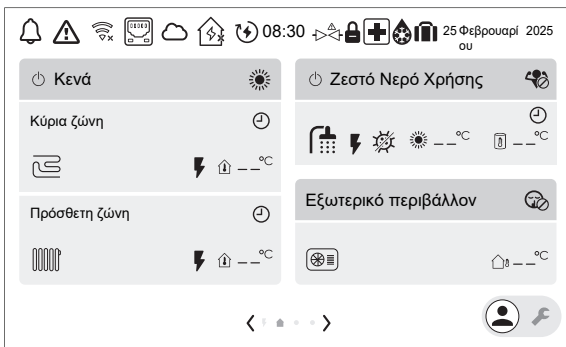 08:30
25 Φεβρουαρί 2025
ου
Κενά
Κύρια ζώνη
_ _°C
Πρόσθετη ζώνη
_ _°C
Ζεστό Νερό Χρήσης
_ _°C
_ _°C
Εξωτερικό περιβάλλον
_ _°C